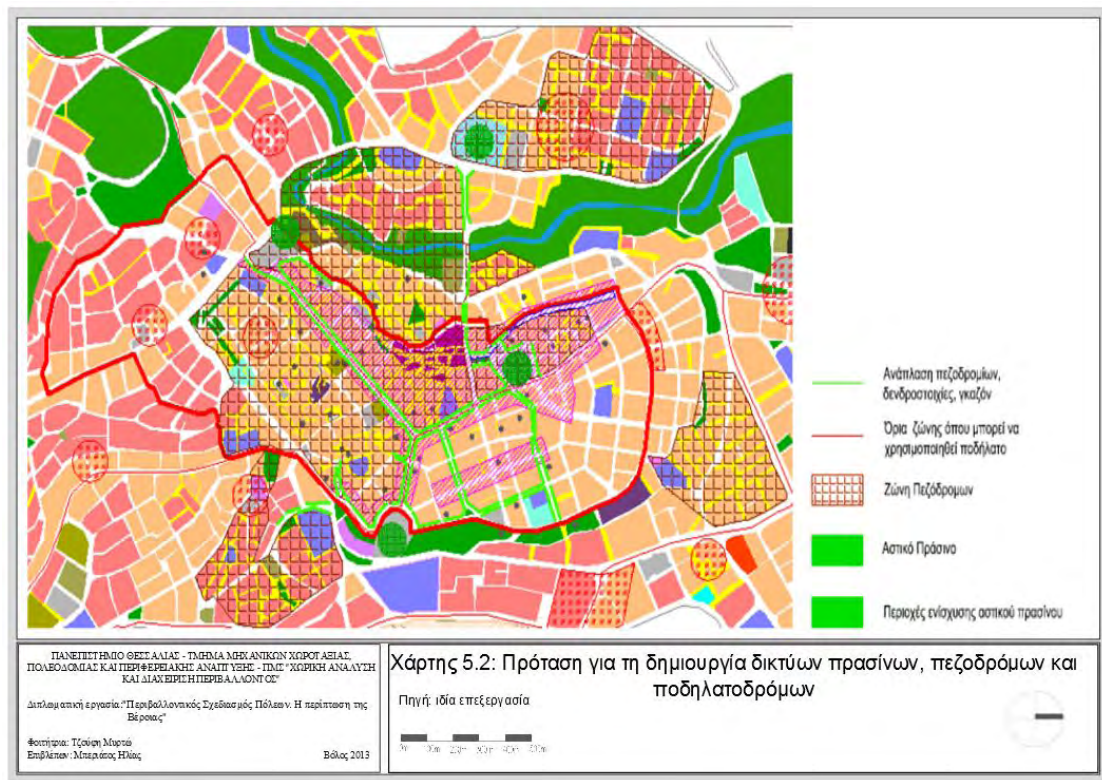 Ανάπλαση πεζοδρομίων,
δενδροστοιχίες, γκαζόν
Όρια ζώνης όπου μπορεί να
χρησιμοποιηθεί ποδήλατο
Ζώνη Πεζόδρομων
Αστικό Πράσινο
Περιοχές ενίσχυσης αστικού πρασίνου
ΠΑΝΕΠΙΣΤΗΜΙΟ ΘΕΣΣΑΛΙΑΣ - ΤΜΗΜΑ ΜΗΧΑΝΙΚΩΝ ΧΩΡΟΤΑΞΙΑΣ,
ΠΟΛΕΟΔΟΜΙΑΣ ΚΑΙ ΠΕΡΙΦΕΡΕΙΑΚΗΣ ΑΝΑΠΤΥΞΗΣ - ΠΜΣ "ΧΩΡΙΚΗ ΑΝΑΛΥΣΗ
ΚΑΙ ΔΙΑΧΕΙΡΙΣΗ ΠΕΡΙΒΑΛΛΟΝΤΟΣ"
Διπλωματική εργασία:"Περιβαλλοντικός Σχεδιασμός Πόλεων. Η περίπτωση της
Βέροιας"
Φοιτήτρια: Τζούφη Μυρτώ
Επιβλέπων: Μπεριάτος Ηλίας Βόλος 2013
Χάρτης 5.2: Πρόταση για τη δημιουργία δικτύων πρασίνων, πεζοδρόμων και
ποδηλατοδρόμων
Πηγή: ιδία επεξεργασία